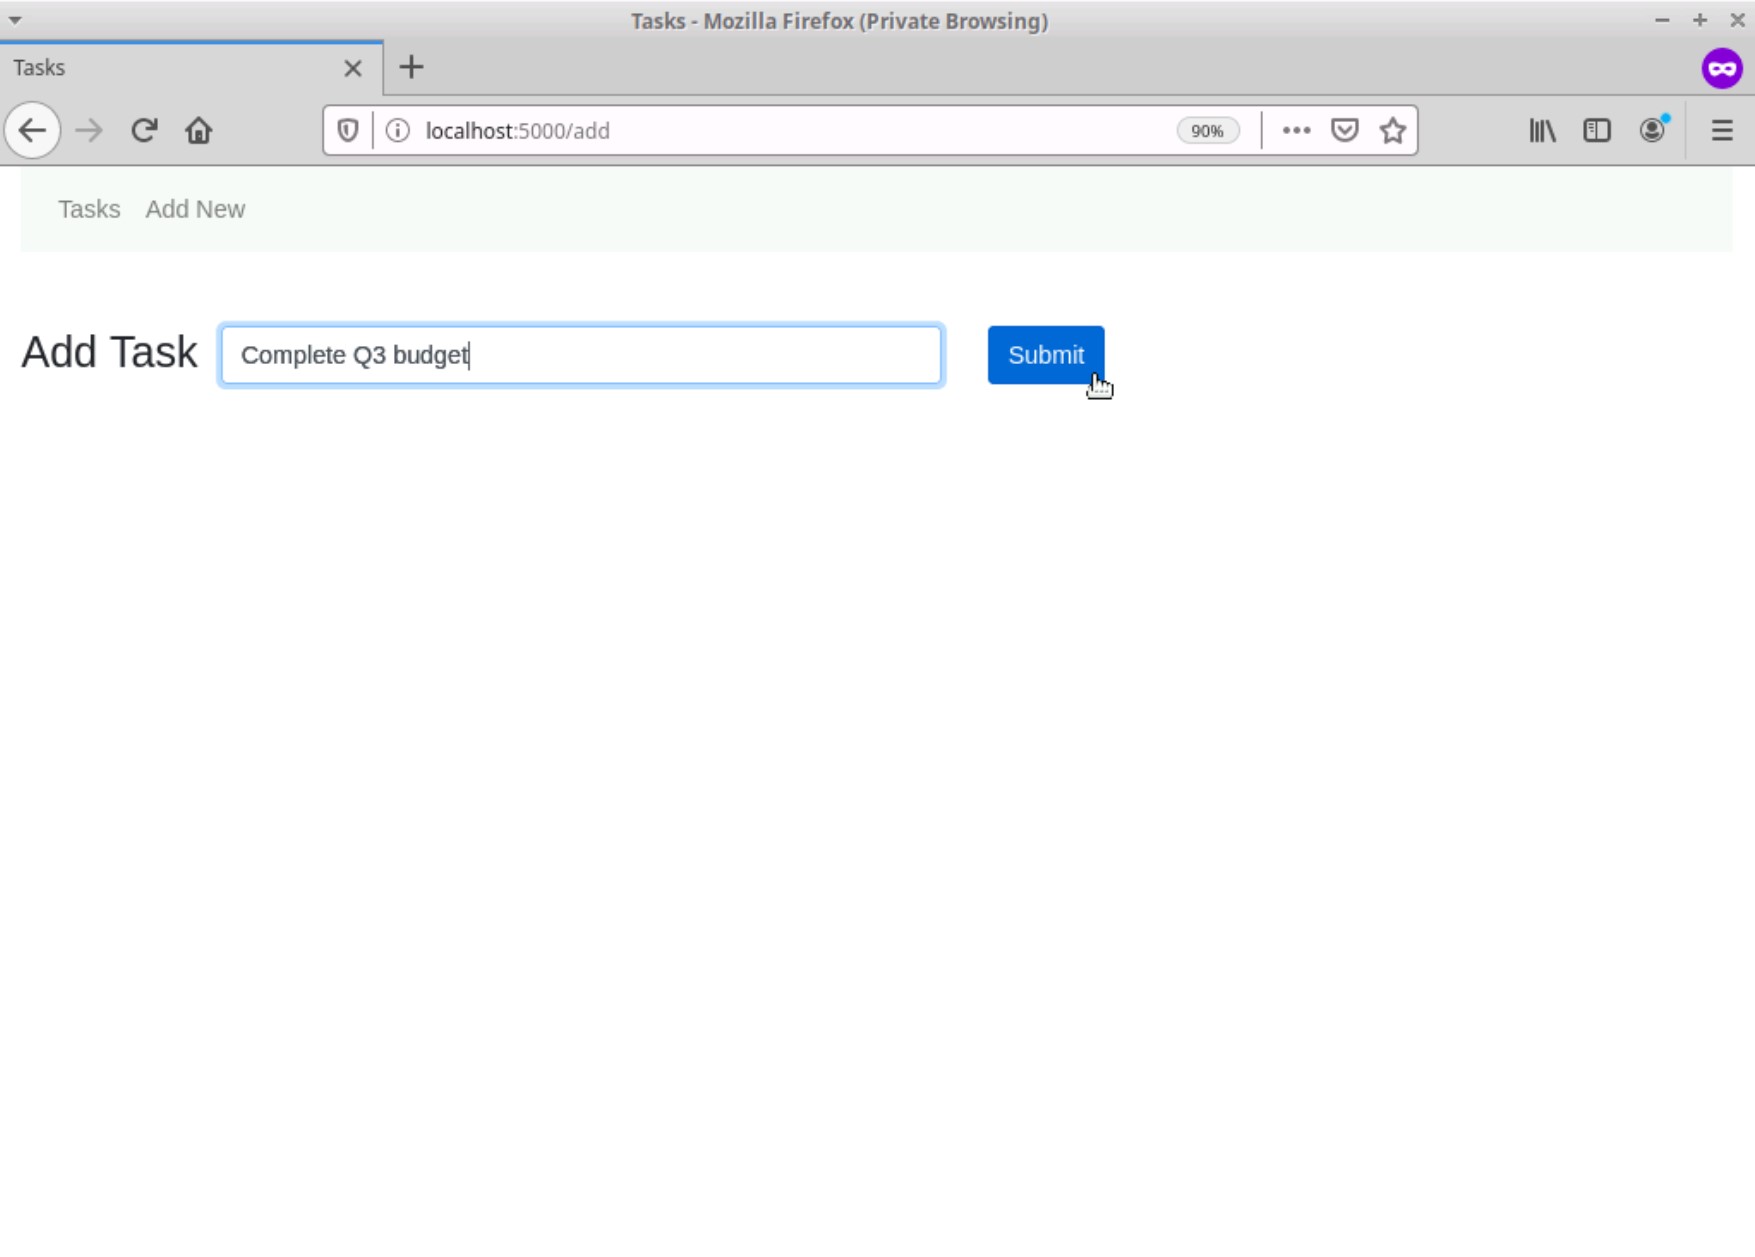 Tasks - Mozilla Firefox (Private Browsing)
Tasks
localhost:5000/add 90%
Tasks Add New
Add Task Complete Q3 budget Submit